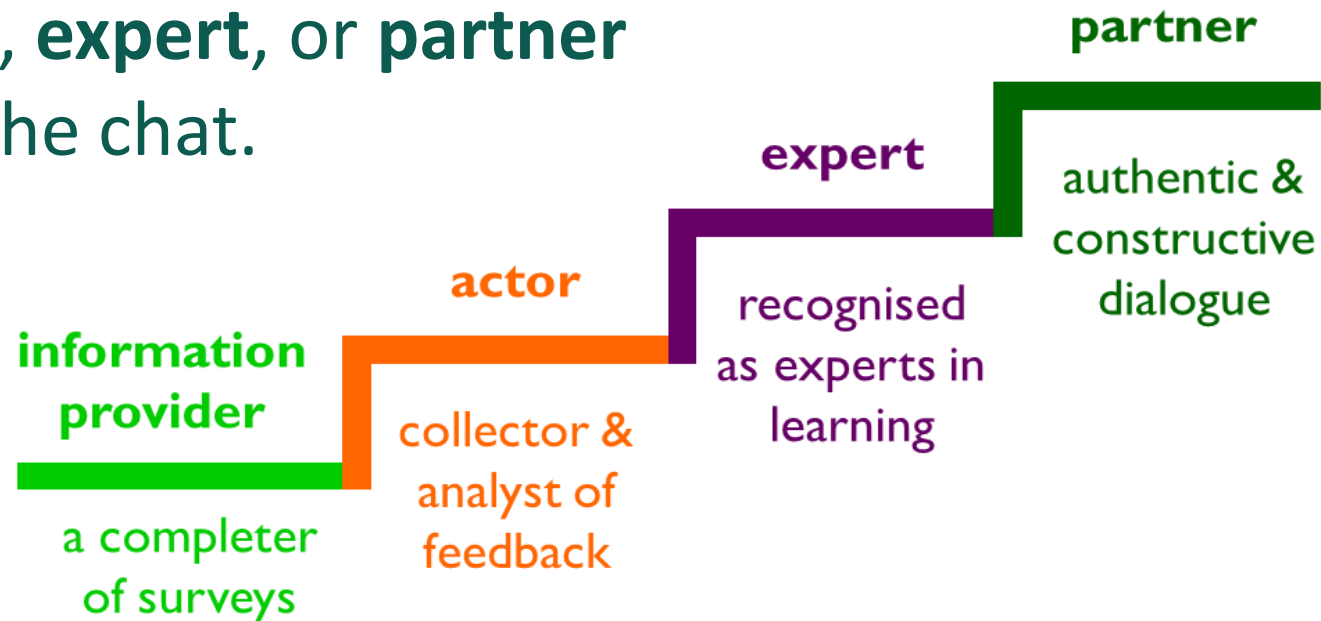 , expert, or partner
he chat.
information
provider
a completer
of surveys
actor
collector &
analyst of
feedback
expert
recognised
as experts in
learning
partner
authentic &
constructive
dialogue